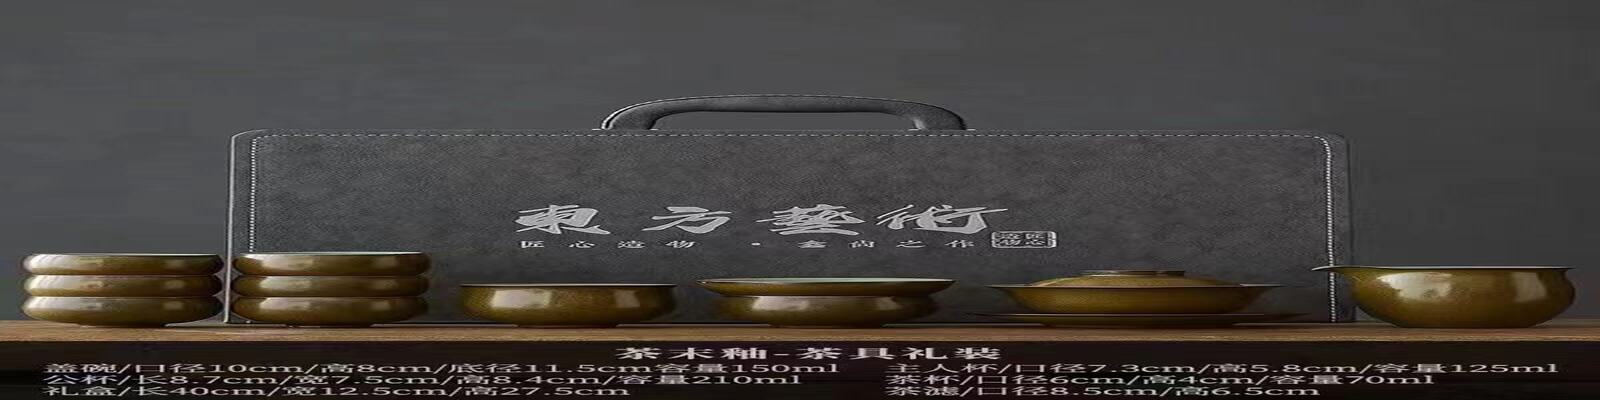 東方藝術
匠心造物・鑫尚之作
匠心造物
茶末釉-茶具礼装
盖碗/口径10cm/高8cm/底径11.5cm容量150ml
主人杯/口径7.3cm/高5.8cm/容量125ml
公杯/长8.7cm/宽7.5cm/高8.4cm/容量210ml
茶杯/口径6cm/高4cm/容量70ml
礼盒/长40cm/宽12.5cm/高27.5cm
茶滤/口径8.5cm/高6.5cm